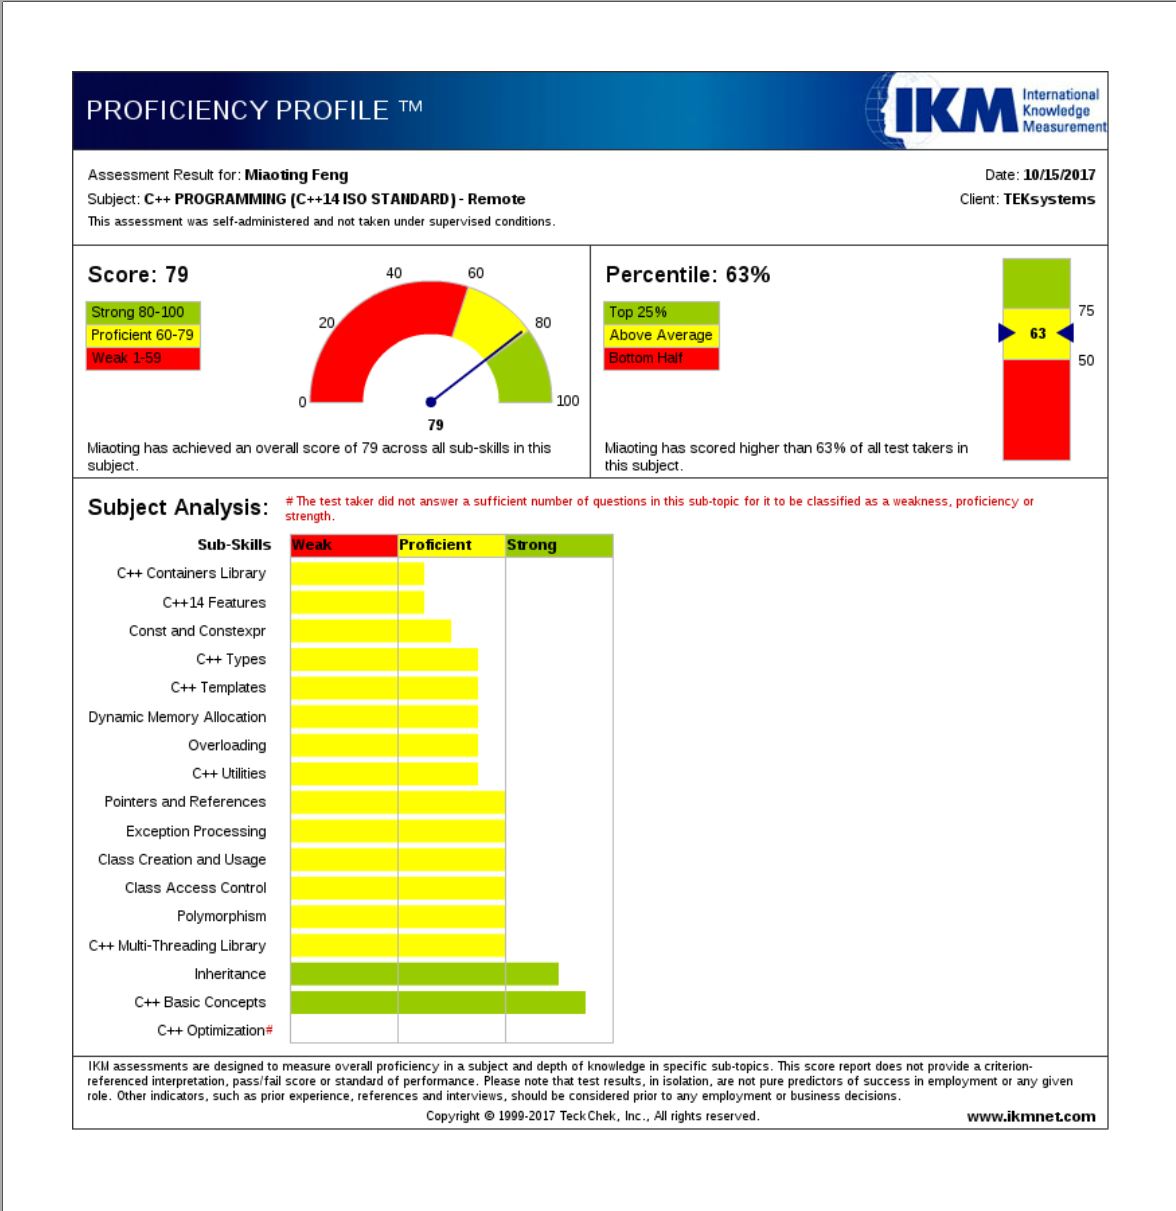 PROFICIENCY PROFILE ™
IKM International
Knowledge
Measurement
Assessment Result for: Miaoting Feng
Date: 10/15/2017
Subject: C++ PROGRAMMING (C++14 ISO STANDARD) - Remote
Client: TEKsystems
This assessment was self-administered and not taken under supervised conditions.
Score: 79
Strong 80-100
Proficient 60-79
Weak 1-59
0
20
40
60
80
100
79
Miaoting has achieved an overall score of 79 across all sub-skills in this
subject.
Percentile: 63%
Top 25%
Above Average
Bottom Half
75
63
50
Miaoting has scored higher than 63% of all test takers in
this subject.
Subject Analysis:
# The test taker did not answer a sufficient number of questions in this sub-topic for it to be classified as a weakness, proficiency or
strength.
Sub-Skills Weak Proficient Strong
C++ Containers Library
C++14 Features
Const and Constexpr
C++ Types
C++ Templates
Dynamic Memory Allocation
Overloading
C++ Utilities
Pointers and References
Exception Processing
Class Creation and Usage
Class Access Control
Polymorphism
C++ Multi-Threading Library
Inheritance
C++ Basic Concepts
C++ Optimization#
IKM assessments are designed to measure overall proficiency in a subject and depth of knowledge in specific sub-topics. This score report does not provide a criterion-
referenced interpretation, pass/fail score or standard of performance. Please note that test results, in isolation, are not pure predictors of success in employment or any given
role. Other indicators, such as prior experience, references and interviews, should be considered prior to any employment or business decisions.
Copyright © 1999-2017 TeckChek, Inc., All rights reserved.
www.ikmnet.com